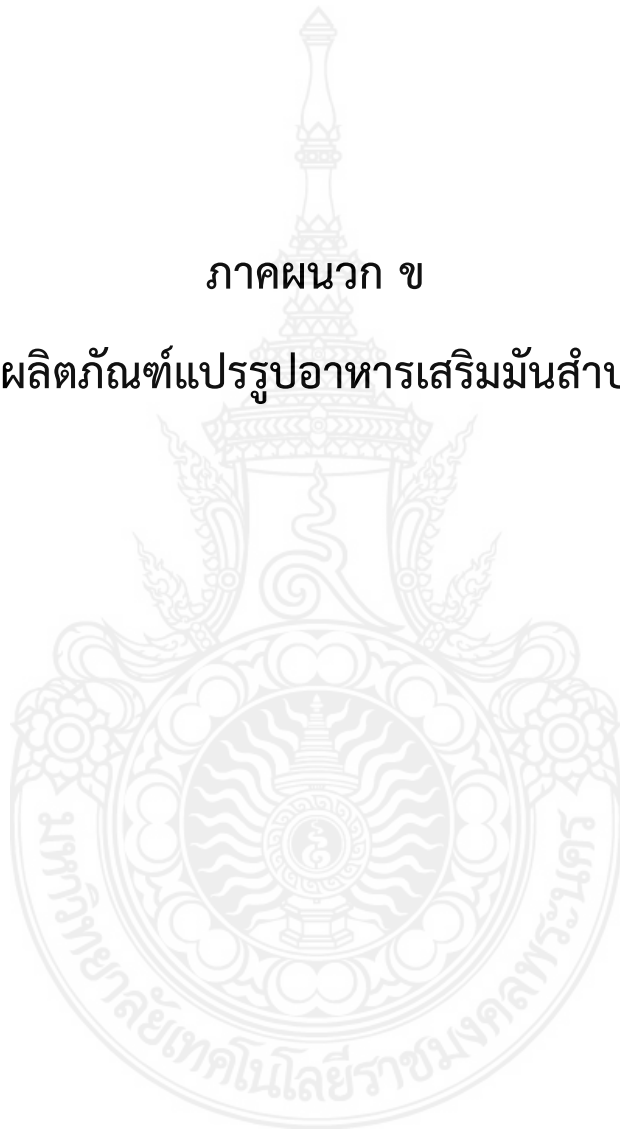 ภาคผนวก ข
ผลิตภัณฑ์แปรรูปอาหารเสริมมันสำ
มหาวิทยาลัยเทคโนโลยีราชมงคลพระนคร